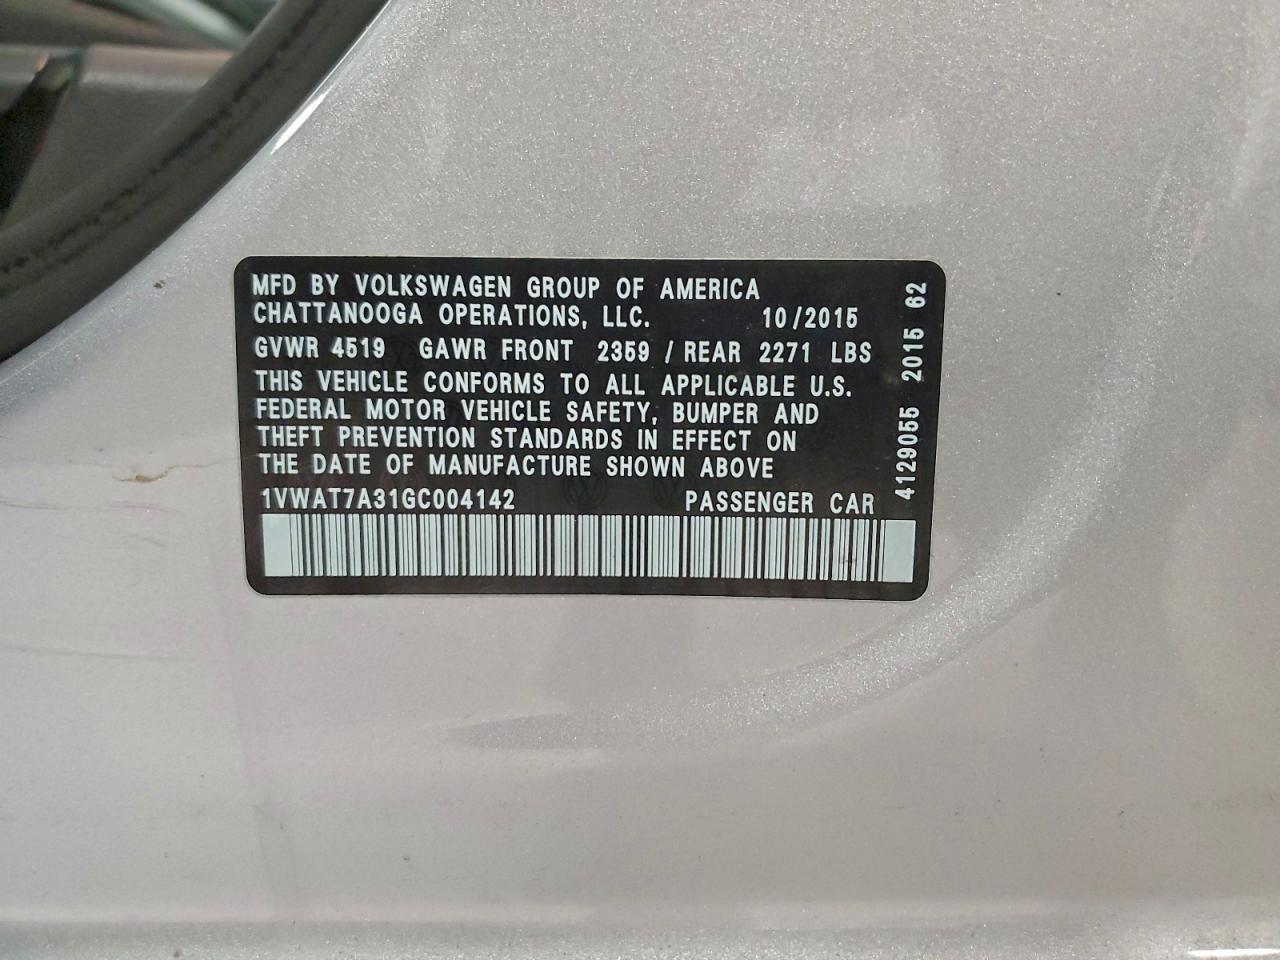 MFD BY VOLKSWAGEN GROUP OF AMERICA
CHATTANOOGA OPERATIONS, LLC. 10/2015
GVWR 4519 GAWR FRONT 2359 / REAR 2271 LBS
THIS VEHICLE CONFORMS TO ALL APPLICABLE U.S.
FEDERAL MOTOR VEHICLE SAFETY, BUMPER AND
THEFT PREVENTION STANDARDS IN EFFECT ON
THE DATE OF MANUFACTURE SHOWN ABOVE
1VWAT7A31GC004142 PASSENGER CAR
4129055 2015 62